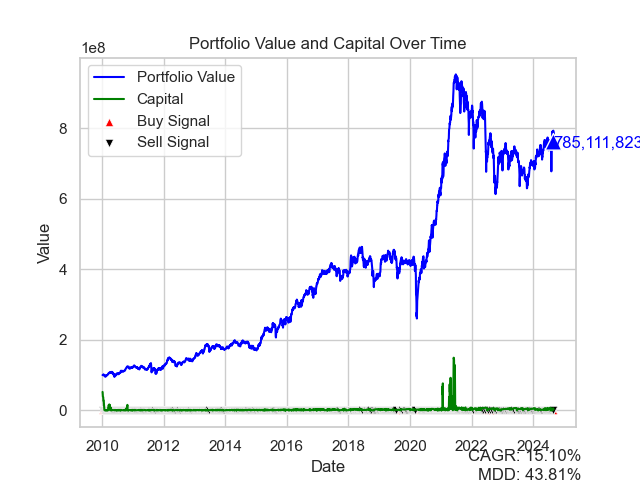 Portfolio Value and Capital Over Time
1e8
Portfolio Value
Capital
Buy Signal
Sell Signal
785,111,823
8
6
4
2
0
Value
2010 2012 2014 2016 2018 2020 2022 2024
Date
CAGR: 15.10%
MDD: 43.81%